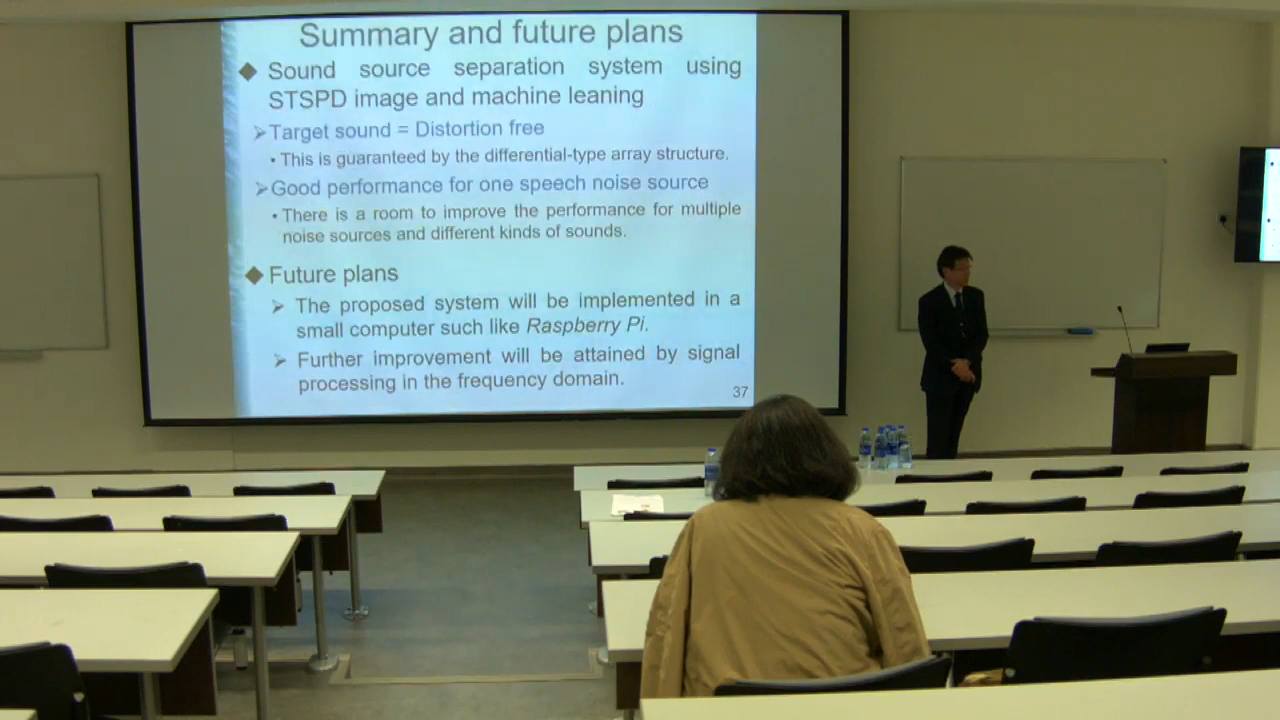 Summary and future plans
Sound source separation system using
STSPD image and machine leaning
Target sound = Distortion free
• This is guaranteed by the differential-type array structure.
Good performance for one speech noise source
• There is a room to improve the performance for multiple
noise sources and different kinds of sounds.
Future plans
The proposed system will be implemented in a
small computer such like Raspberry Pi.
Further improvement will be attained by signal
processing in the frequency domain.
37